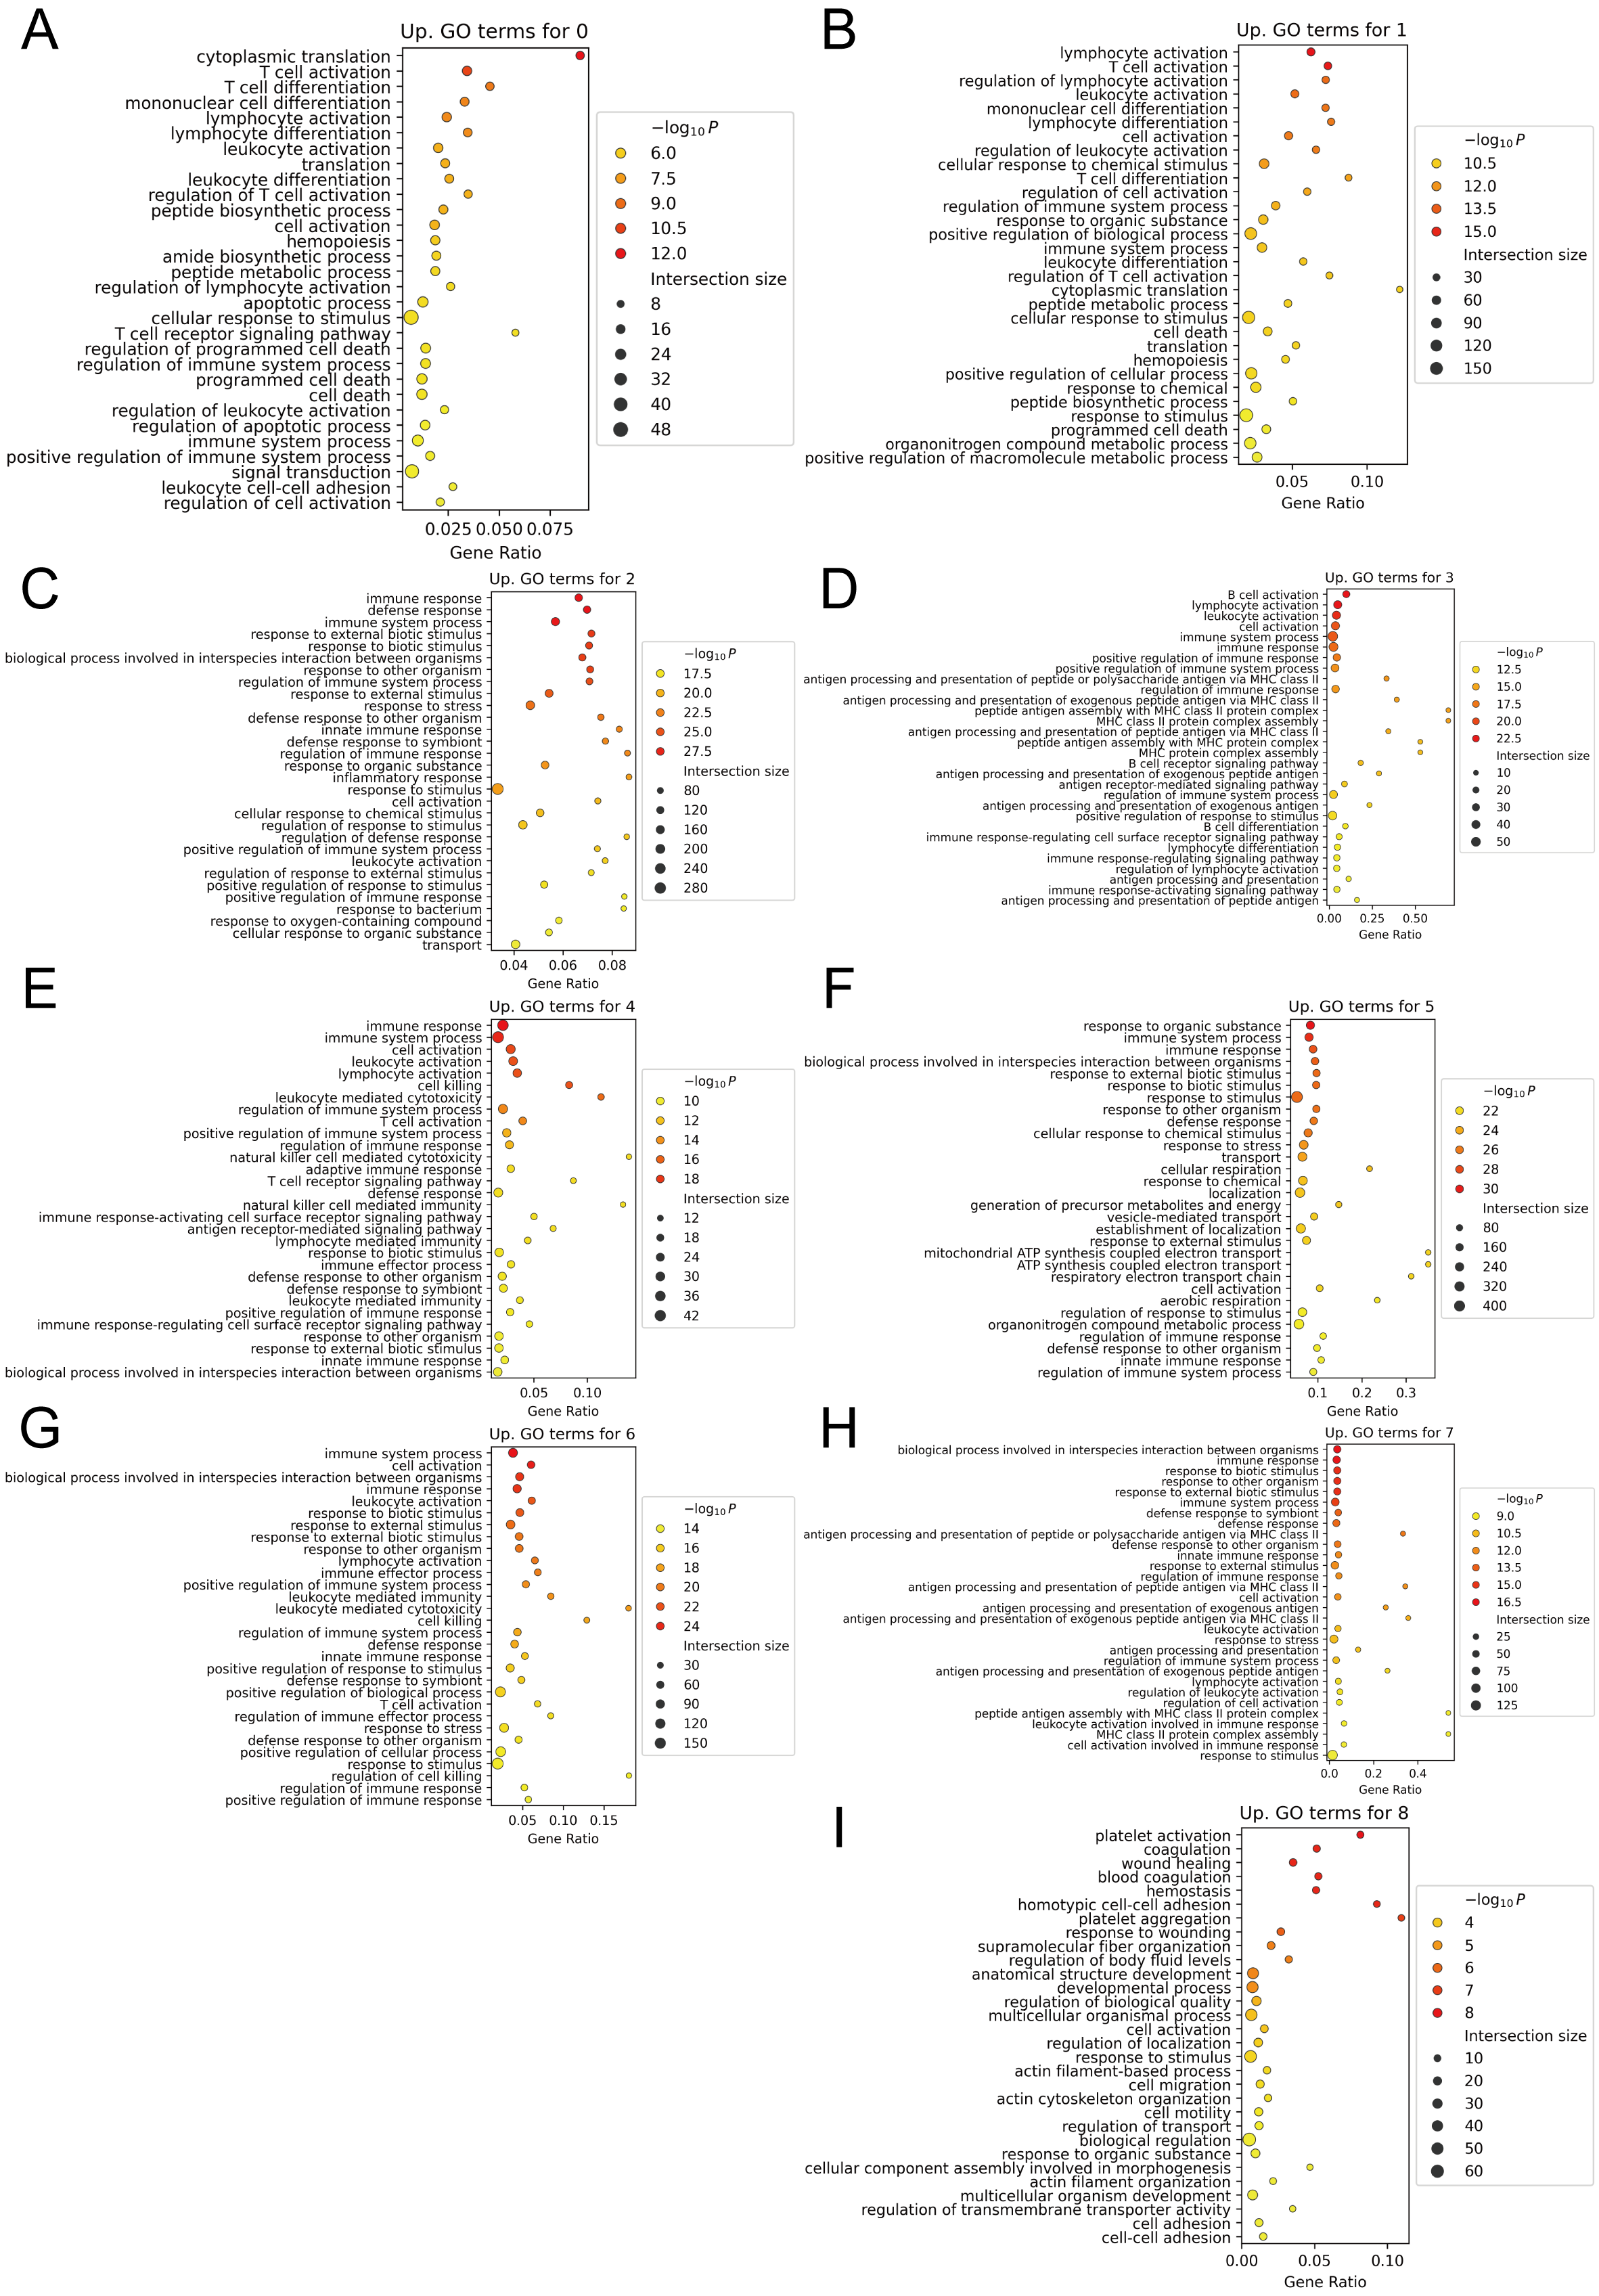 A
Up. GO terms for 0
cytoplasmic translation
T cell activation
T cell differentiation
mononuclear cell differentiation
lymphocyte activation
lymphocyte differentiation
leukocyte activation
translation
leukocyte differentiation
regulation of T cell activation
peptide biosynthetic process
cell activation
hemopoiesis
amide biosynthetic process
peptide metabolic process
regulation of lymphocyte activation
apoptotic process
cellular response to stimulus
T cell receptor signaling pathway
regulation of programmed cell death
regulation of immune system process
programmed cell death
cell death
regulation of leukocyte activation
regulation of apoptotic process
immune system process
positive regulation of immune system process
signal transduction
leukocyte cell-cell adhesion
regulation of cell activation
0.025 0.050 0.075
Gene Ratio
−log10 P
6.0
7.5
9.0
10.5
12.0
Intersection size
8
16
24
32
40
48
B
Up. GO terms for 1
lymphocyte activation
T cell activation
regulation of lymphocyte activation
leukocyte activation
mononuclear cell differentiation
lymphocyte differentiation
cell activation
regulation of leukocyte activation
cellular response to chemical stimulus
T cell differentiation
regulation of cell activation
regulation of immune system process
response to organic substance
positive regulation of biological process
immune system process
leukocyte differentiation
regulation of T cell activation
cytoplasmic translation
peptide metabolic process
cellular response to stimulus
cell death
translation
hemopoiesis
positive regulation of cellular process
response to chemical
peptide biosynthetic process
response to stimulus
programmed cell death
organonitrogen compound metabolic process
positive regulation of macromolecule metabolic process
0.05 0.10
Gene Ratio
−log10 P
10.5
12.0
13.5
15.0
Intersection size
30
60
90
120
150
C
Up. GO terms for 2
immune response
defense response
immune system process
response to external biotic stimulus
response to biotic stimulus
biological process involved in interspecies interaction between organisms
response to other organism
regulation of immune system process
response to external stimulus
response to stress
defense response to other organism
innate immune response
defense response to symbiont
regulation of immune response
response to organic substance
inflammatory response
response to stimulus
cell activation
cellular response to chemical stimulus
regulation of response to stimulus
regulation of defense response
positive regulation of immune system process
leukocyte activation
regulation of response to external stimulus
positive regulation of response to stimulus
positive regulation of immune response
response to bacterium
response to oxygen-containing compound
cellular response to organic substance
transport
0.04 0.06 0.08
Gene Ratio
−log10 P
17.5
20.0
22.5
25.0
27.5
Intersection size
80
120
160
200
240
280
D
Up. GO terms for 3
B cell activation
lymphocyte activation
leukocyte activation
cell activation
immune system process
immune response
positive regulation of immune response
positive regulation of immune system process
antigen processing and presentation of peptide or polysaccharide antigen via MHC class II
regulation of immune response
antigen processing and presentation of exogenous peptide antigen via MHC class II
peptide antigen assembly with MHC class II protein complex
MHC class II protein complex assembly
antigen processing and presentation of peptide antigen via MHC class II
peptide antigen assembly with MHC protein complex
MHC protein complex assembly
B cell receptor signaling pathway
antigen processing and presentation of exogenous peptide antigen
antigen receptor-mediated signaling pathway
regulation of immune system process
antigen processing and presentation of exogenous antigen
positive regulation of response to stimulus
B cell differentiation
immune response-regulating cell surface receptor signaling pathway
lymphocyte differentiation
immune response-regulating signaling pathway
regulation of lymphocyte activation
antigen processing and presentation
immune response-activating signaling pathway
antigen processing and presentation of peptide antigen
0.00 0.25 0.50
Gene Ratio
−log10 P
12.5
15.0
17.5
20.0
22.5
Intersection size
10
20
30
40
50
E
Up. GO terms for 4
immune response
immune system process
cell activation
leukocyte activation
lymphocyte activation
cell killing
leukocyte mediated cytotoxicity
regulation of immune system process
T cell activation
positive regulation of immune system process
regulation of immune response
natural killer cell mediated cytotoxicity
adaptive immune response
T cell receptor signaling pathway
defense response
natural killer cell mediated immunity
immune response-activating cell surface receptor signaling pathway
antigen receptor-mediated signaling pathway
lymphocyte mediated immunity
response to biotic stimulus
immune effector process
defense response to other organism
defense response to symbiont
leukocyte mediated immunity
positive regulation of immune response
immune response-regulating cell surface receptor signaling pathway
response to other organism
response to external biotic stimulus
innate immune response
biological process involved in interspecies interaction between organisms
0.05 0.10
Gene Ratio
−log10 P
10
12
14
16
18
Intersection size
12
18
24
30
36
42
F
Up. GO terms for 5
response to organic substance
immune system process
immune response
biological process involved in interspecies interaction between organisms
response to external biotic stimulus
response to biotic stimulus
response to stimulus
response to other organism
defense response
cellular response to chemical stimulus
response to stress
transport
cellular respiration
response to chemical
localization
generation of precursor metabolites and energy
vesicle-mediated transport
establishment of localization
response to external stimulus
mitochondrial ATP synthesis coupled electron transport
ATP synthesis coupled electron transport
respiratory electron transport chain
cell activation
aerobic respiration
regulation of response to stimulus
organonitrogen compound metabolic process
regulation of immune response
defense response to other organism
innate immune response
regulation of immune system process
0.1 0.2 0.3
Gene Ratio
−log10 P
22
24
26
28
30
Intersection size
80
160
240
320
400
G
Up. GO terms for 6
immune system process
cell activation
biological process involved in interspecies interaction between organisms
immune response
leukocyte activation
response to biotic stimulus
response to external stimulus
response to external biotic stimulus
response to other organism
lymphocyte activation
immune effector process
positive regulation of immune system process
leukocyte mediated immunity
leukocyte mediated cytotoxicity
cell killing
regulation of immune system process
defense response
innate immune response
positive regulation of response to stimulus
defense response to symbiont
positive regulation of biological process
T cell activation
regulation of immune effector process
response to stress
defense response to other organism
positive regulation of cellular process
response to stimulus
regulation of cell killing
regulation of immune response
positive regulation of immune response
0.05 0.10 0.15
Gene Ratio
−log10 P
14
16
18
20
22
24
Intersection size
30
60
90
120
150
H
Up. GO terms for 7
biological process involved in interspecies interaction between organisms
immune response
response to biotic stimulus
response to other organism
response to external biotic stimulus
immune system process
defense response to symbiont
defense response
antigen processing and presentation of peptide or polysaccharide antigen via MHC class II
defense response to other organism
innate immune response
response to external stimulus
regulation of immune response
antigen processing and presentation of peptide antigen via MHC class II
cell activation
antigen processing and presentation of exogenous antigen
antigen processing and presentation of exogenous peptide antigen via MHC class II
leukocyte activation
response to stress
antigen processing and presentation
regulation of immune system process
antigen processing and presentation of exogenous peptide antigen
lymphocyte activation
regulation of leukocyte activation
regulation of cell activation
peptide antigen assembly with MHC class II protein complex
leukocyte activation involved in immune response
MHC class II protein complex assembly
cell activation involved in immune response
response to stimulus
0.0 0.2 0.4
Gene Ratio
−log10 P
9.0
10.5
12.0
13.5
15.0
16.5
Intersection size
25
50
75
100
125
I
Up. GO terms for 8
platelet activation
coagulation
wound healing
blood coagulation
hemostasis
homotypic cell-cell adhesion
platelet aggregation
response to wounding
supramolecular fiber organization
regulation of body fluid levels
anatomical structure development
developmental process
regulation of biological quality
multicellular organismal process
cell activation
regulation of localization
response to stimulus
actin filament-based process
cell migration
actin cytoskeleton organization
cell motility
regulation of transport
biological regulation
response to organic substance
cellular component assembly involved in morphogenesis
actin filament organization
multicellular organism development
regulation of transmembrane transporter activity
cell adhesion
cell-cell adhesion
0.00 0.05 0.10
Gene Ratio
−log10 P
4
5
6
7
8
Intersection size
10
20
30
40
50
60